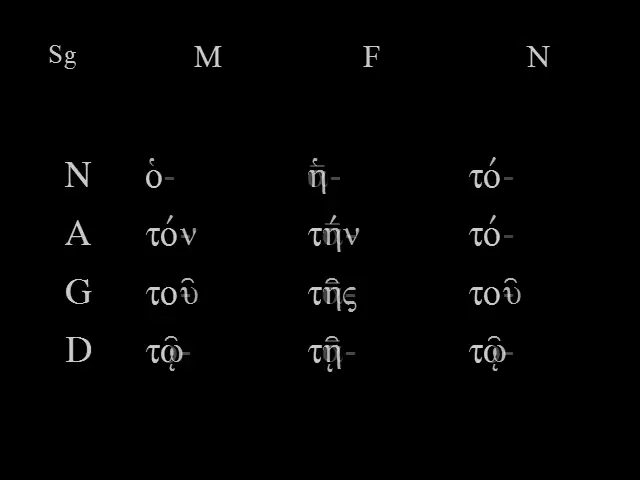 Sg M F N
N ὁ- ἡ- τό-
A τόν τήν τό-
G τοῦ τῆς τοῦ
D τῷ- τῇ- τῷ-